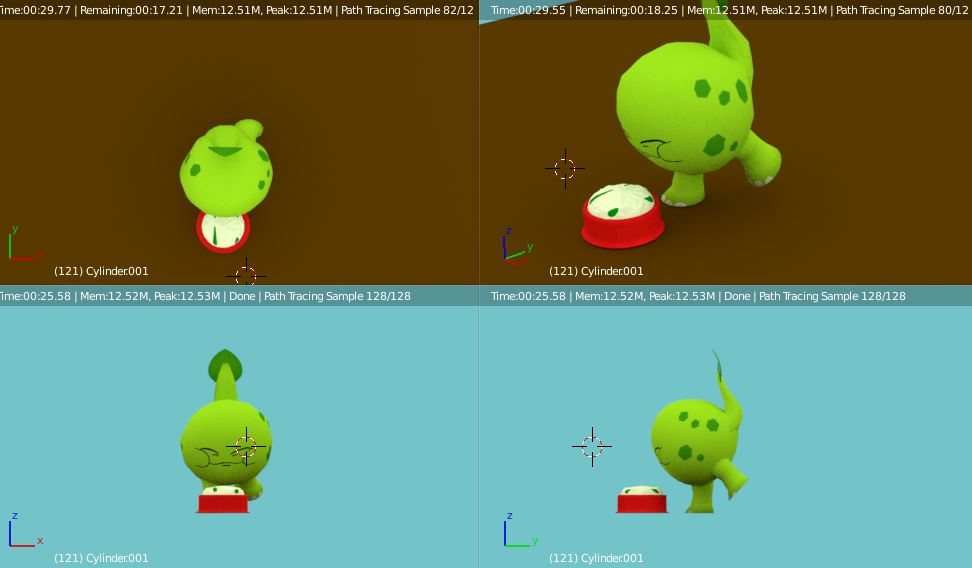 Time:00:29.77 | Remaining:00:17.21 | Mem:12.51M, Peak:12.51M | Path Tracing Sample 82/12
Time:00:29.55 | Remaining:00:18.25 | Mem:12.51M, Peak:12.51M | Path Tracing Sample 80/12
y
x
(121) Cylinder.001
z
y
x
(121) Cylinder.001
Time:00:25.58 | Mem:12.52M, Peak:12.53M | Done | Path Tracing Sample 128/128
Time:00:25.58 | Mem:12.52M, Peak:12.53M | Done | Path Tracing Sample 128/128
z
x
(121) Cylinder.001
z
y
(121) Cylinder.001